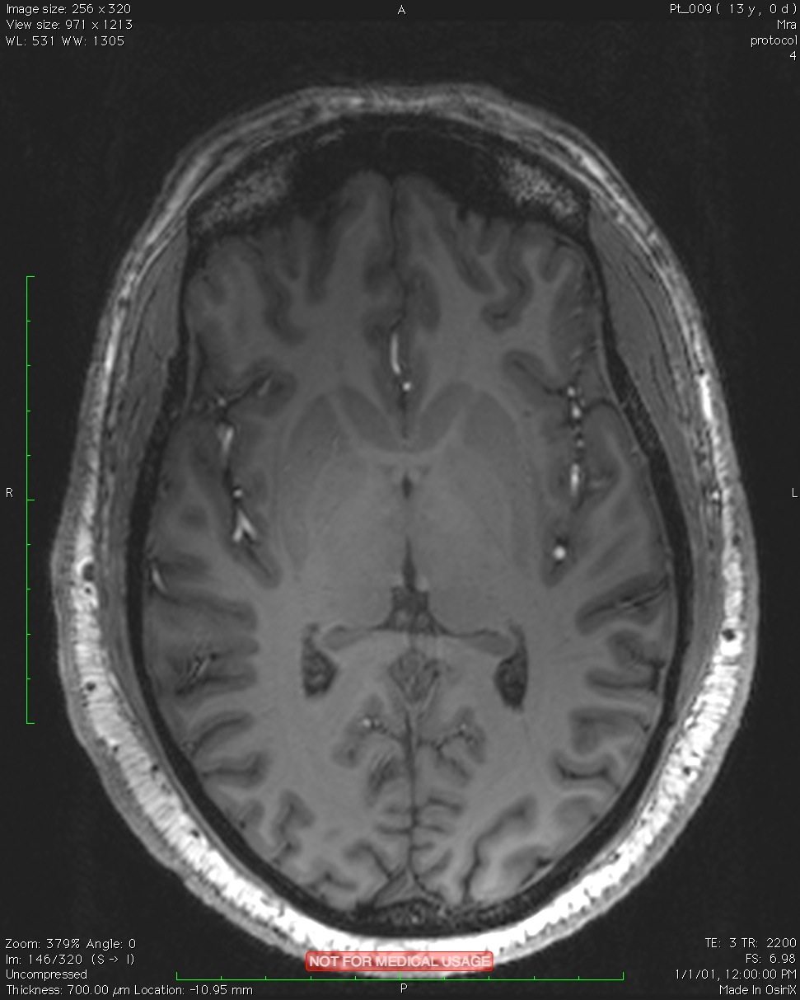 Image size: 256 x 320
View size: 971 x 1213
WL: 531 WW: 1305
A
Pt_009 ( 13 y, 0 d )
Mra
protocol
4
R
L
Zoom: 379% Angle: 0
Im: 146/320 (S -> I)
Uncompressed
Thickness: 700.00 µm Location: -10.95 mm
NOT FOR MEDICAL USAGE
P
TE: 3 TR: 2200
FS: 6.98
1/1/01, 12:00:00 PM
Made In OsiriX